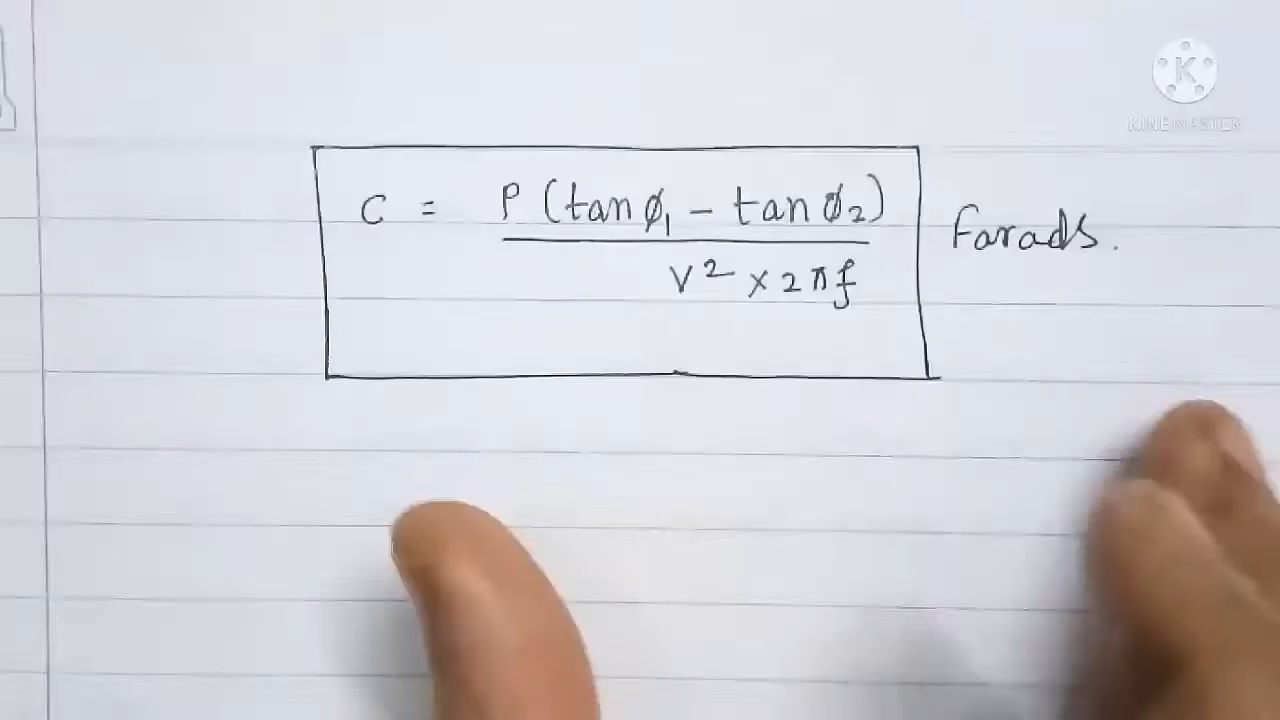 C = P (tan φ₁ - tan φ₂) / V² × 2πf Farads.
K
KINEMASTER